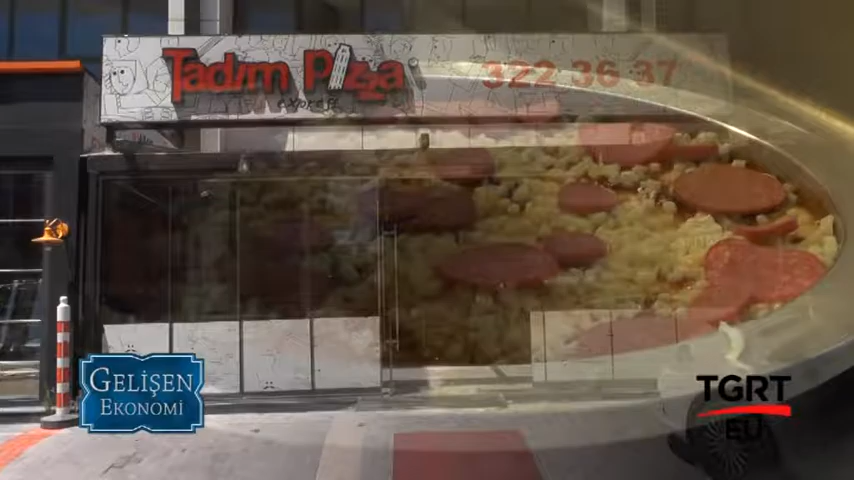 Tadım Pizza
express
322 36 37
GELİŞEN
EKONOMİ
TGRT
EU